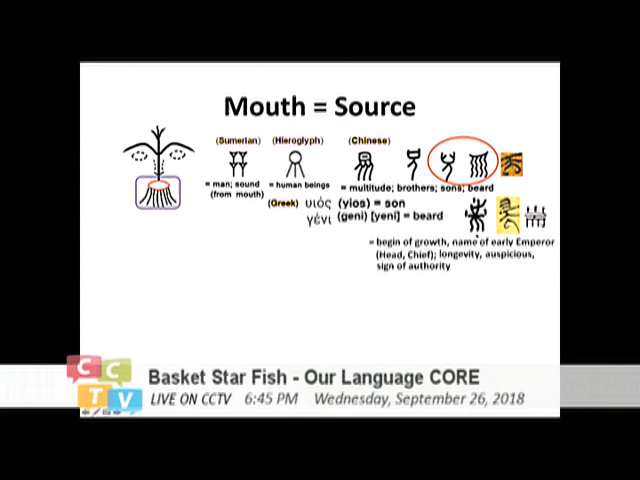 Mouth = Source
(Sumerian) (Hieroglyph) (Chinese)
= man; sound
(from mouth)
= human beings
= multitude; brothers; sons; beard
(Greek) υιός (yios) = son
γένι (geni) [yeni] = beard
= begin of growth, name of early Emperor
(Head, Chief); longevity, auspicious,
sign of authority
CCTV
Basket Star Fish - Our Language CORE
LIVE ON CCTV 6:45 PM Wednesday, September 26, 2018